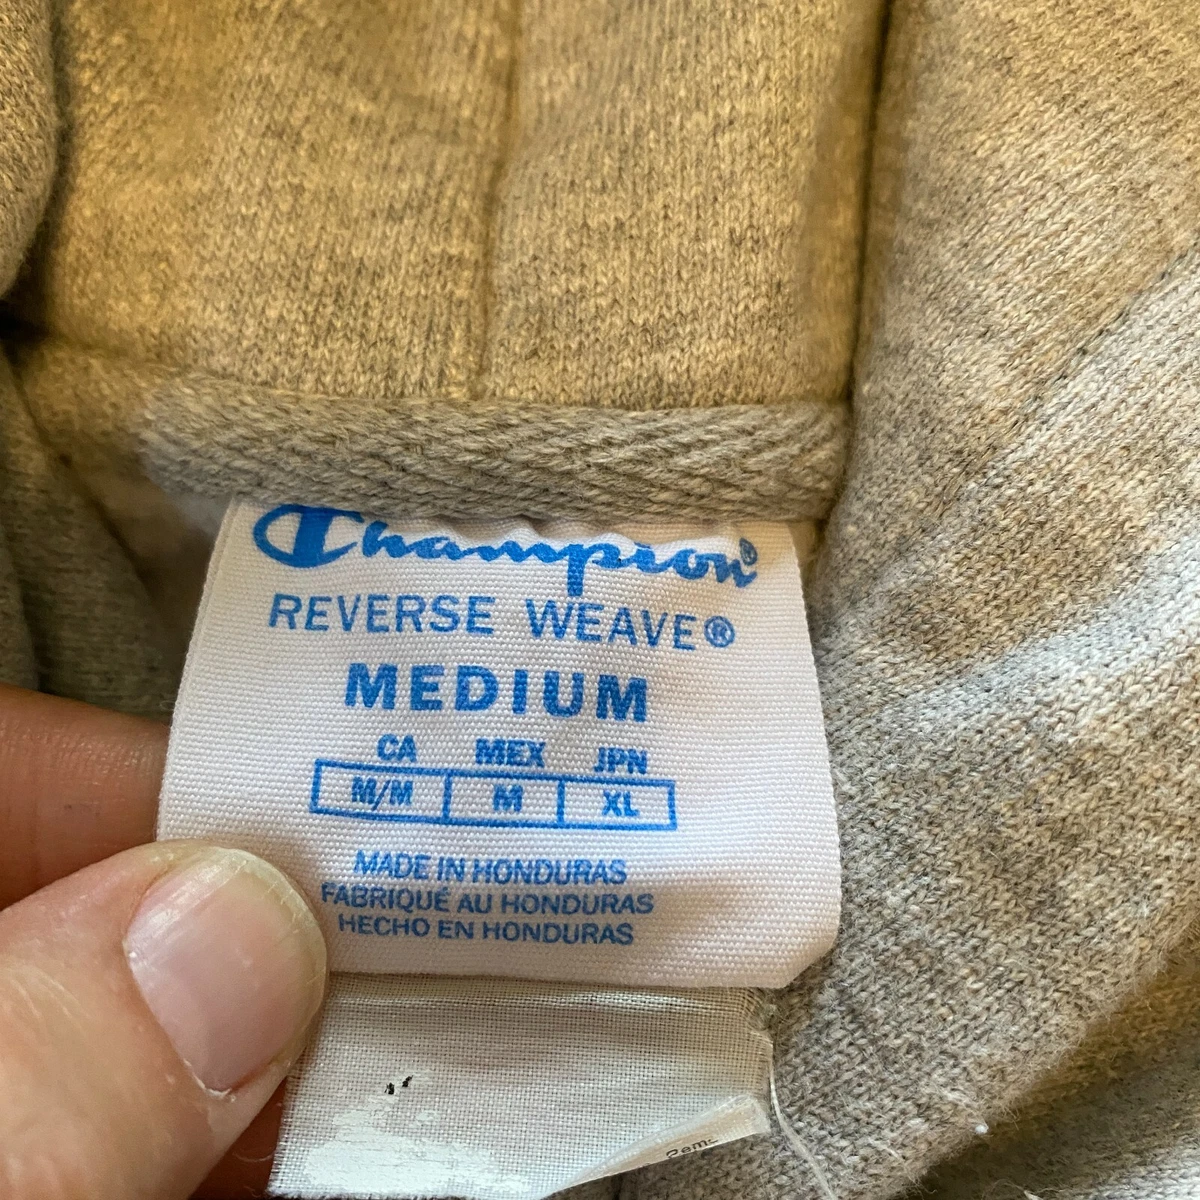 Champion®
REVERSE WEAVE®
MEDIUM
CA MEX JPN
M/M M XL
MADE IN HONDURAS
FABRIQUÉ AU HONDURAS
HECHO EN HONDURAS